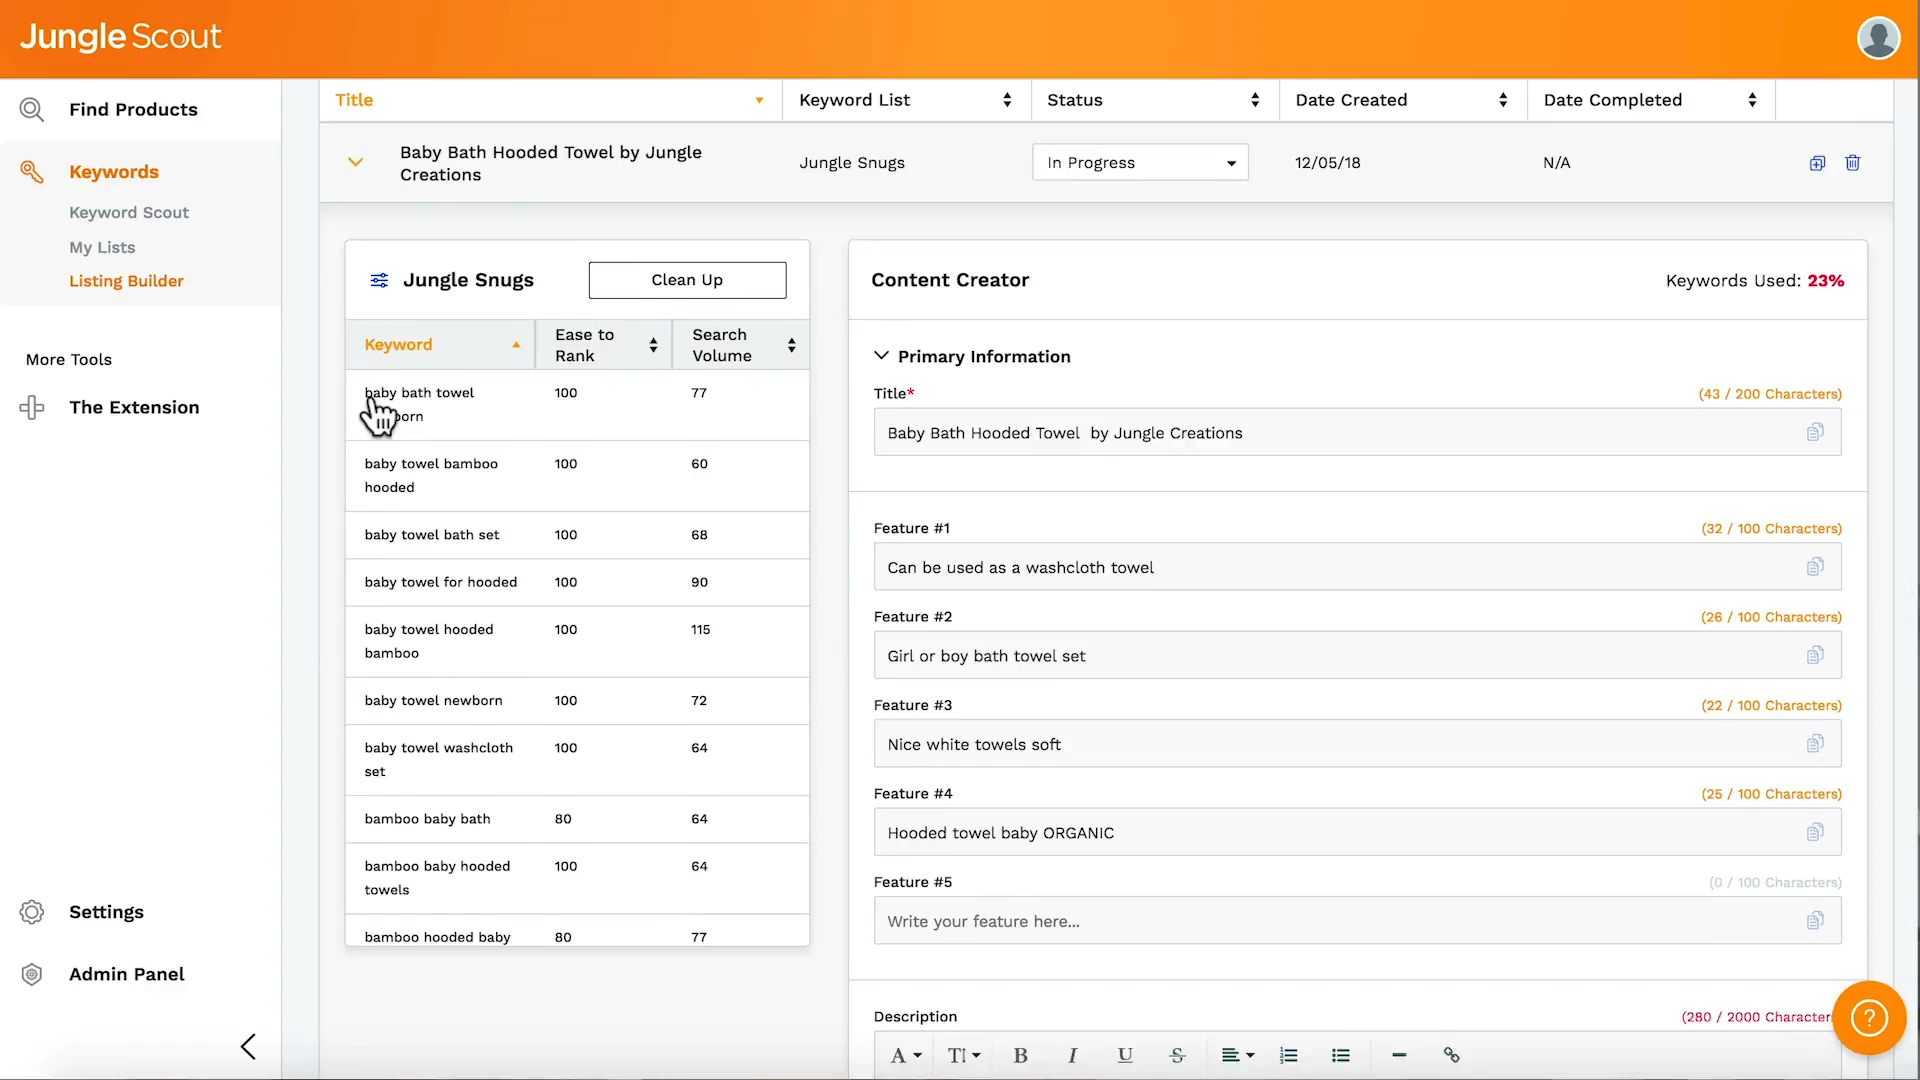 Jungle Scout
Find Products
Keywords
Keyword Scout
My Lists
Listing Builder
More Tools
The Extension
Settings
Admin Panel
Title
Keyword List
Status
Date Created
Date Completed
Baby Bath Hooded Towel by Jungle
Creations
Jungle Snugs
In Progress
12/05/18
N/A
Jungle Snugs
Clean Up
Keyword
Ease to
Rank
Search
Volume
baby bath towel 100 77
baby towel bamboo 100 60
hooded
baby towel bath set 100 68
baby towel for hooded 100 90
baby towel hooded 100 115
bamboo
baby towel newborn 100 72
baby towel washcloth 100 64
set
bamboo baby bath 80 64
bamboo baby hooded 100 64
towels
bamboo hooded baby 80 77
Content Creator
Keywords Used: 23%
Primary Information
Title*
(43 / 200 Characters)
Baby Bath Hooded Towel  by Jungle Creations
Feature #1
(32 / 100 Characters)
Can be used as a washcloth towel
Feature #2
(26 / 100 Characters)
Girl or boy bath towel set
Feature #3
(22 / 100 Characters)
Nice white towels soft
Feature #4
(25 / 100 Characters)
Hooded towel baby ORGANIC
Feature #5
(0 / 100 Characters)
Write your feature here...
Description
(280 / 2000
A TI B I U S
?